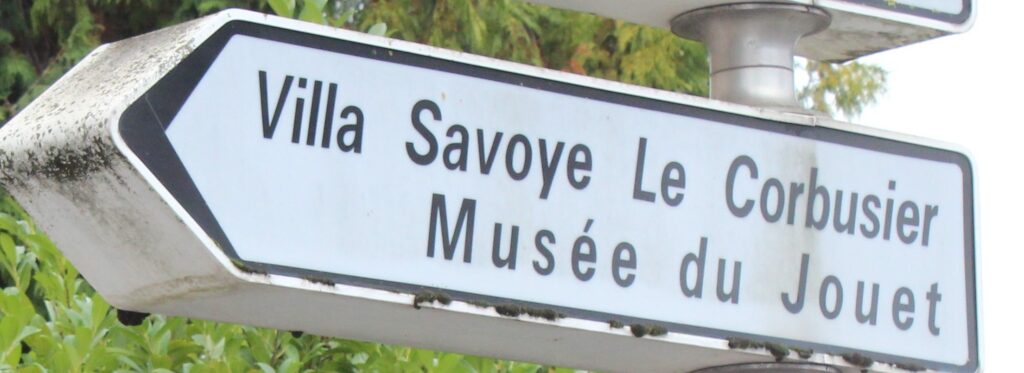 Villa Savoye Le Corbusier
Musée du Jouet